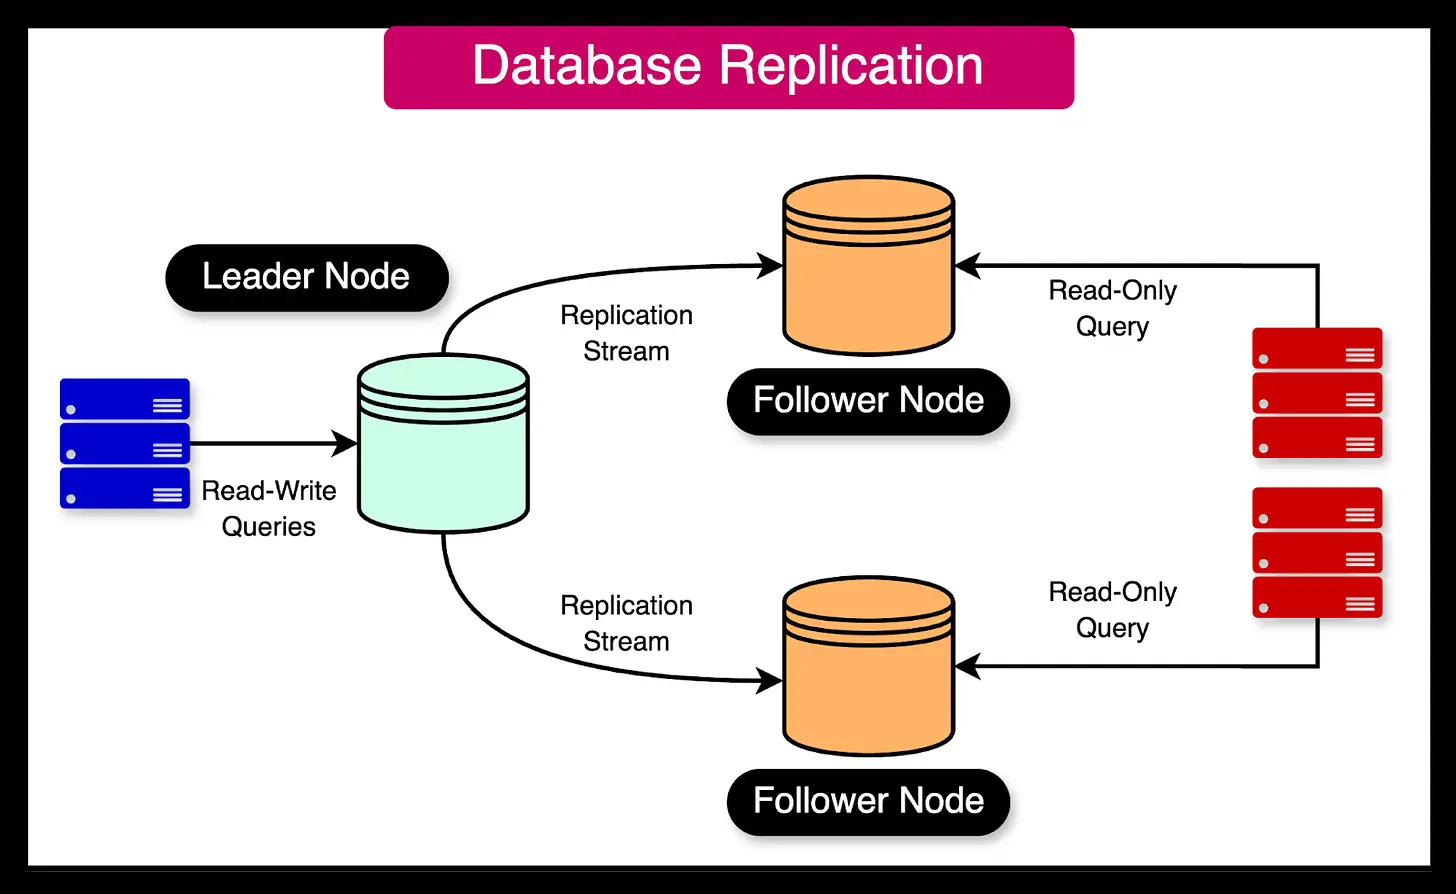 Database Replication
Leader Node
Replication
Stream
Read-Only
Query
Follower Node
Read-Write
Queries
Replication
Stream
Read-Only
Query
Follower Node